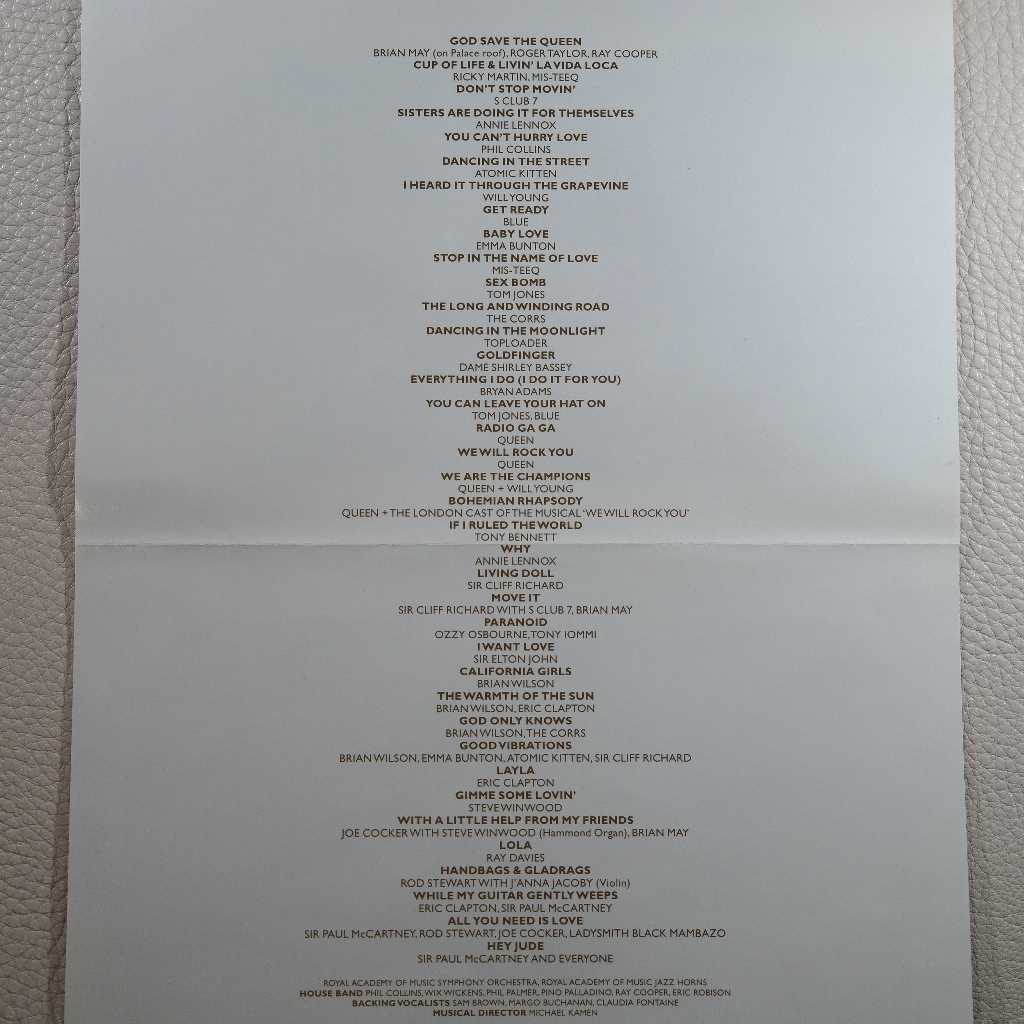 GOD SAVE THE QUEEN
BRIAN MAY (on Palace roof), ROGER TAYLOR, RAY COOPER
CUP OF LIFE & LIVIN' LA VIDA LOCA
RICKY MARTIN, MIS-TEEQ
DON'T STOP MOVIN'
S CLUB 7
SISTERS ARE DOING IT FOR THEMSELVES
ANNIE LENNOX
YOU CAN'T HURRY LOVE
PHIL COLLINS
DANCING IN THE STREET
ATOMIC KITTEN
I HEARD IT THROUGH THE GRAPEVINE
WILL YOUNG
GET READY
BLUE
BABY LOVE
EMMA BUNTON
STOP IN THE NAME OF LOVE
MIS-TEEQ
SEX BOMB
TOM JONES
THE LONG AND WINDING ROAD
THE CORRS
DANCING IN THE MOONLIGHT
TOPLOADER
GOLDFINGER
DAME SHIRLEY BASSEY
EVERYTHING I DO (I DO IT FOR YOU)
BRYAN ADAMS
YOU CAN LEAVE YOUR HAT ON
TOM JONES, BLUE
RADIO GA GA
QUEEN
WE WILL ROCK YOU
QUEEN
WE ARE THE CHAMPIONS
QUEEN + WILL YOUNG
BOHEMIAN RHAPSODY
QUEEN + THE LONDON CAST OF THE MUSICAL 'WE WILL ROCK YOU'
IF I RULED THE WORLD
TONY BENNETT
WHY
ANNIE LENNOX
LIVING DOLL
SIR CLIFF RICHARD
MOVE IT
SIR CLIFF RICHARD WITH S CLUB 7, BRIAN MAY
PARANOID
OZZY OSBOURNE, TONY IOMMI
I WANT LOVE
SIR ELTON JOHN
CALIFORNIA GIRLS
BRIAN WILSON
THE WARMTH OF THE SUN
BRIAN WILSON, ERIC CLAPTON
GOD ONLY KNOWS
BRIAN WILSON, THE CORRS
GOOD VIBRATIONS
BRIAN WILSON, EMMA BUNTON, ATOMIC KITTEN, SIR CLIFF RICHARD
LAYLA
ERIC CLAPTON
GIMME SOME LOVIN'
STEVE WINWOOD
WITH A LITTLE HELP FROM MY FRIENDS
JOE COCKER WITH STEVE WINWOOD (Hammond Organ), BRIAN MAY
LOLA
RAY DAVIES
HANDBAGS & GLADRAGS
ROD STEWART WITH J'ANNA JACOBY (Violin)
WHILE MY GUITAR GENTLY WEEPS
ERIC CLAPTON, SIR PAUL McCARTNEY
ALL YOU NEED IS LOVE
SIR PAUL McCARTNEY, ROD STEWART, JOE COCKER, LADYSMITH BLACK MAMBAZO
HEY JUDE
SIR PAUL McCARTNEY AND EVERYONE
ROYAL ACADEMY OF MUSIC SYMPHONY ORCHESTRA, ROYAL ACADEMY OF MUSIC JAZZ HORNS
HOUSE BAND PHIL COLLINS, WIX WICKENS, PHIL PALMER, PINO PALLADINO, RAY COOPER, ERIC ROBISON
BACKING VOCALISTS SAM BROWN, MARGO BUCHANAN, CLAUDIA FONTAINE
MUSICAL DIRECTOR MICHAEL KAMEN